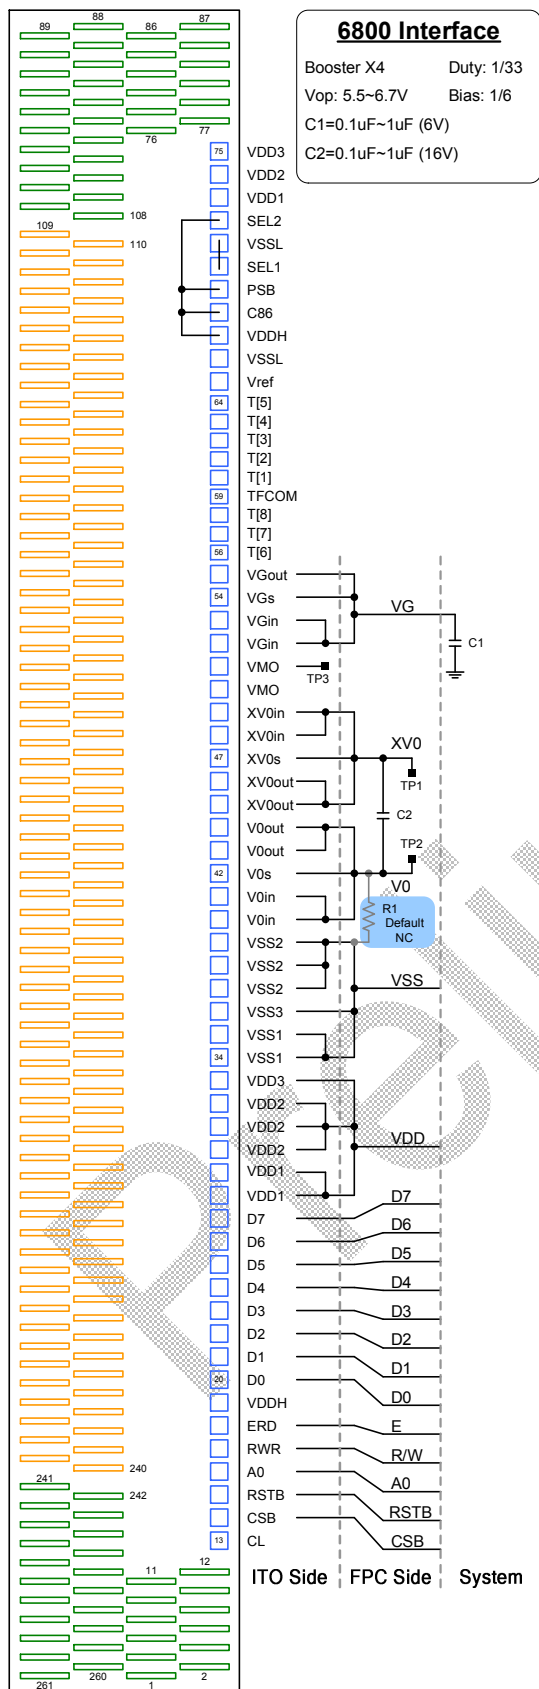 6800 Interface
Booster X4 Duty: 1/33
Vop: 5.5~6.7V Bias: 1/6
C1=0.1uF~1uF (6V)
C2=0.1uF~1uF (16V)
89 88 86 87
76 77
75 VDD3
VDD2
VDD1
108 SEL2
109
110 VSSL
SEL1
PSB
C86
VDDH
VSSL
Vref
64 T[5]
T[4]
T[3]
T[2]
T[1]
59 TFCOM
T[8]
T[7]
56 T[6]
VGout
54 VGs VG
VGin
VGin C1
VMO TP3
VMO
XV0in
XV0in XV0
47 XV0s
XV0out TP1
XV0out
V0out C2
V0out TP2
42 V0s
V0
V0in R1
Default
V0in NC
VSS2
VSS2
VSS2 VSS
VSS3
VSS1
34 VSS1
VDD3
VDD2
VDD2
VDD2 VDD
VDD1
VDD1 D7
D7 D6
D6 D5
D5 D4
D4 D3
D3 D2
D2 D1
D1 D0
20 D0
VDDH E
ERD R/W
RWR
240 A0 A0
241
242 RSTB RSTB
CSB CSB
13 CL
11 12
ITO Side FPC Side System
261 260 1 2